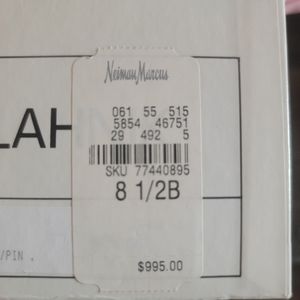 Neiman Marcus
061 55 515
5854 46751
29 492 5
LAH
SKU 77440895
8 1/2B
/PIN .
$995.00